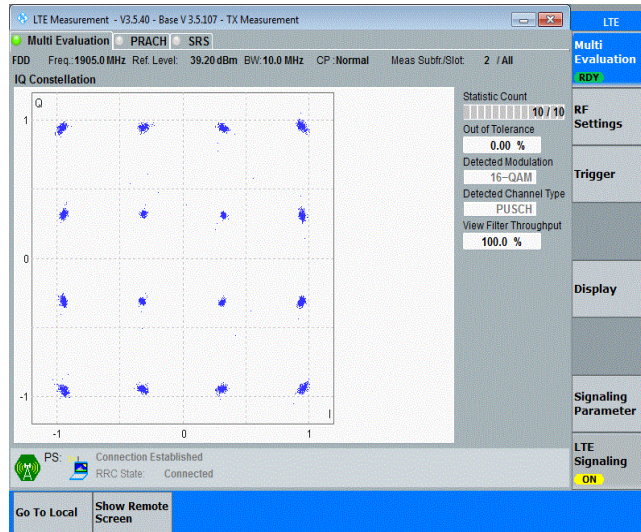 LTE Measurement - V3.5.40 - Base V 3.5.107 - TX Measurement
LTE
Multi Evaluation PRACH SRS
FDD Freq.:1905.0 MHz Ref. Level: 39.20 dBm BW:10.0 MHz CP :Normal Meas Subfr./Slot: 2 / All
IQ Constellation
Q
1
0
-1
-1 0 1
I
Statistic Count
10 / 10
Out of Tolerance
0.00 %
Detected Modulation
16-QAM
Detected Channel Type
PUSCH
View Filter Throughput
100.0 %
Multi
Evaluation
RDY
RF
Settings
Trigger
Display
Signaling
Parameter
LTE
Signaling
ON
PS: Connection Established
RRC State: Connected
Go To Local
Show Remote
Screen